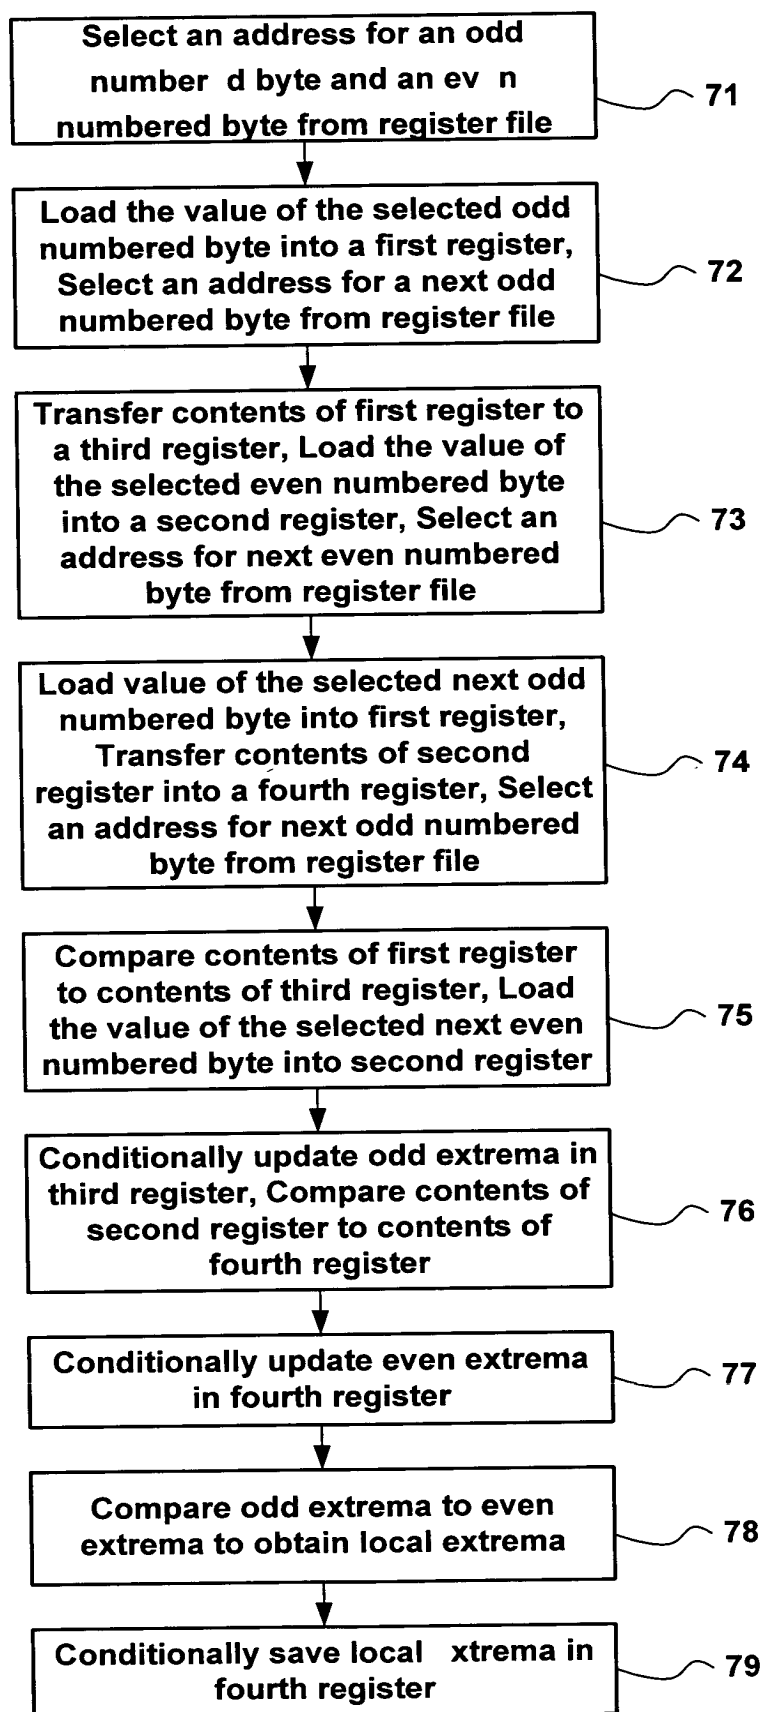 Select an address for an odd
number d byte and an ev n
numbered byte from register file
71
Load the value of the selected odd
numbered byte into a first register,
Select an address for a next odd
numbered byte from register file
72
Transfer contents of first register to
a third register, Load the value of
the selected even numbered byte
into a second register, Select an
address for next even numbered
byte from register file
73
Load value of the selected next odd
numbered byte into first register,
Transfer contents of second
register into a fourth register, Select
an address for next odd numbered
byte from register file
74
Compare contents of first register
to contents of third register, Load
the value of the selected next even
numbered byte into second register
75
Conditionally update odd extrema in
third register, Compare contents of
second register to contents of
fourth register
76
Conditionally update even extrema
in fourth register
77
Compare odd extrema to even
extrema to obtain local extrema
78
Conditionally save local xtrema in
fourth register
79